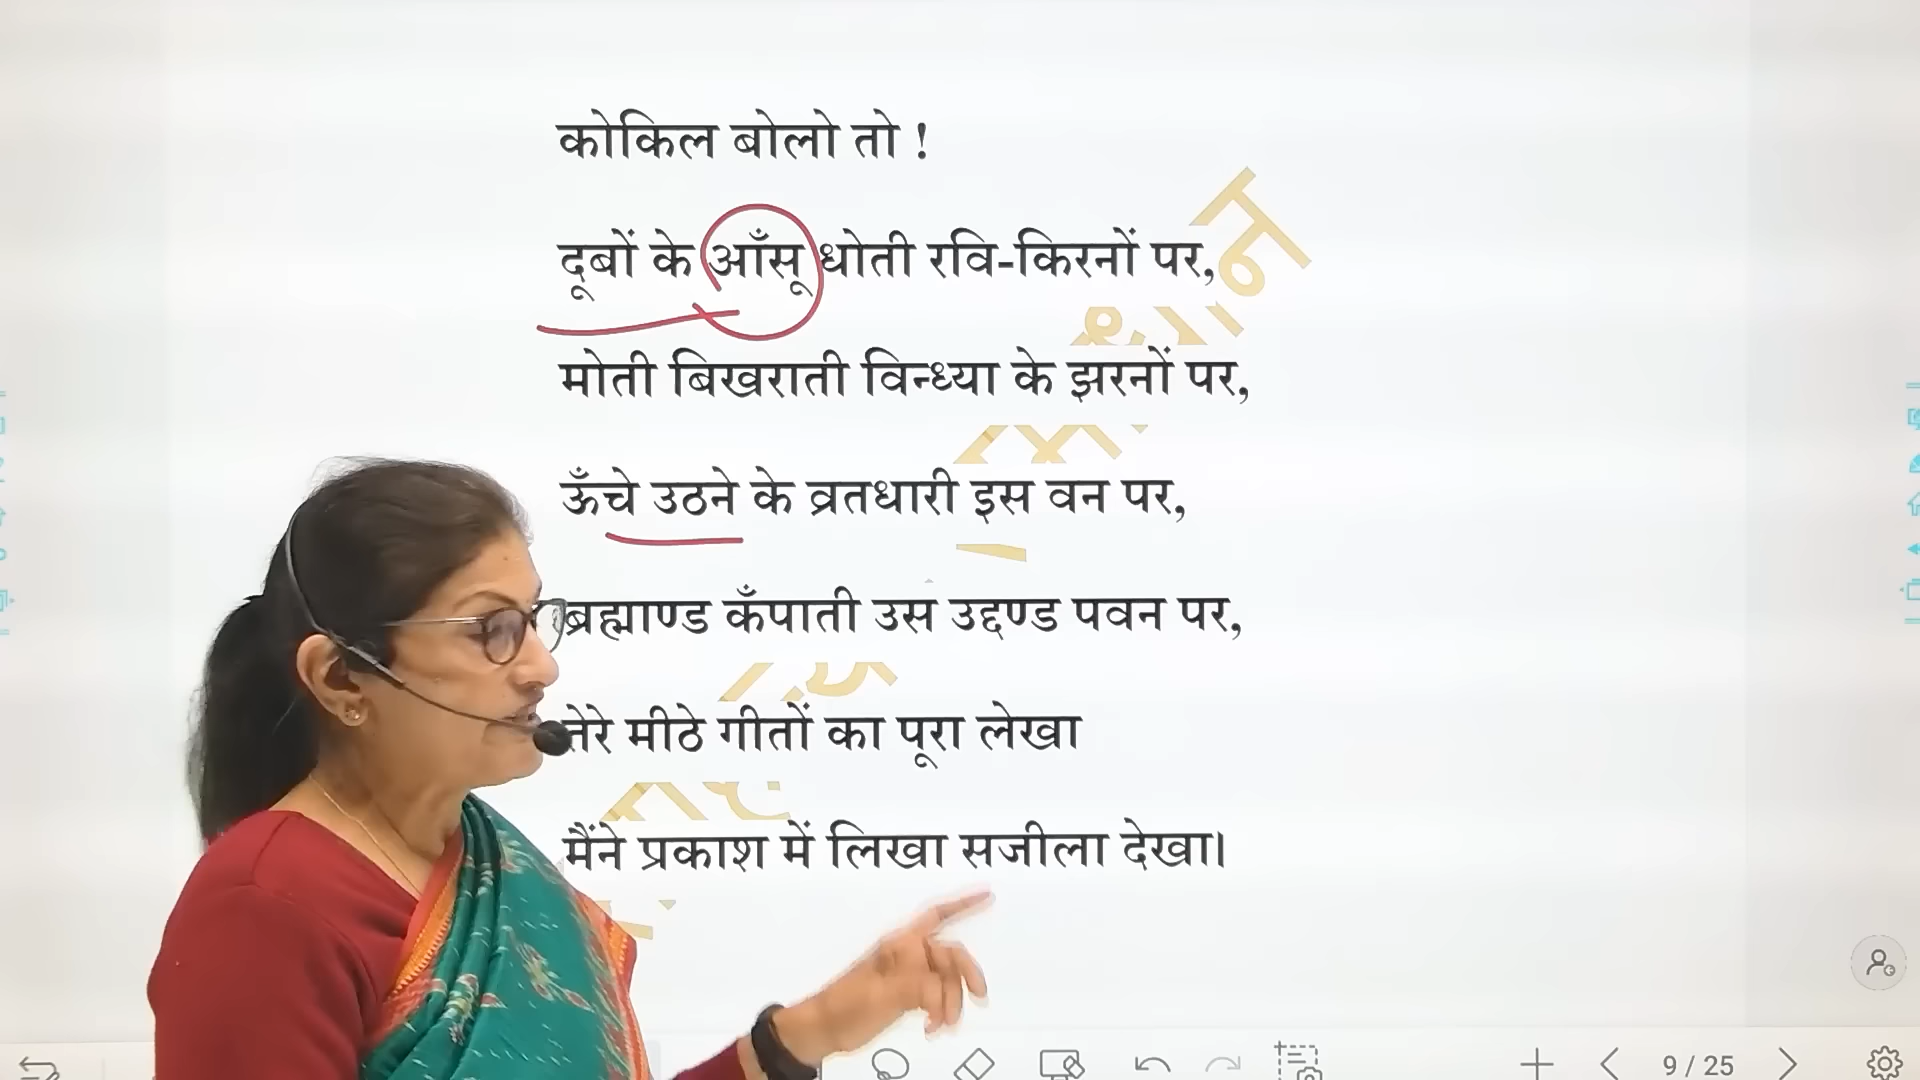 कोकिल बोलो तो !
दूबों के आँसू धोती रवि-किरनों पर,
मोती बिखराती विन्ध्या के झरनों पर,
ऊँचे उठने के व्रतधारी इस वन पर,
ब्रह्माण्ड कँपाती उस उद्दण्ड पवन पर,
तेरे मीठे गीतों का पूरा लेखा
मैंने प्रकाश में लिखा सजीला देखा।
9 / 25